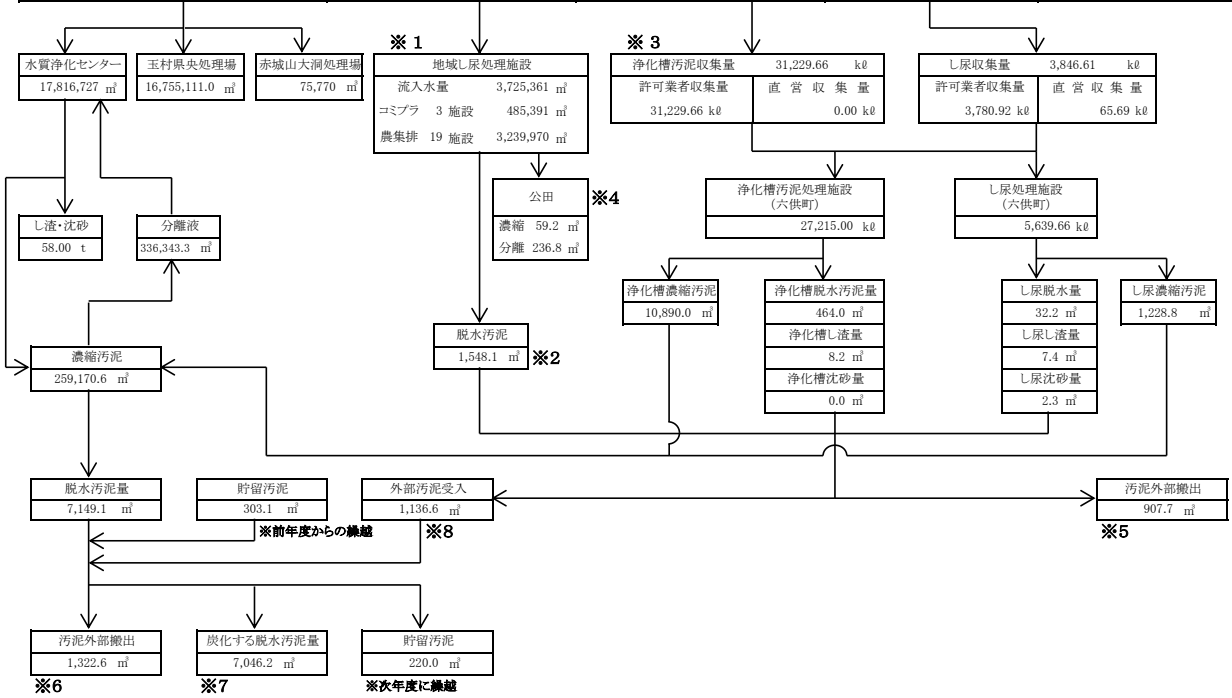 ※１
※３
水質浄化センター
17,816,727 ㎥
玉村県央処理場
16,755,111.0 ㎥
赤城山大洞処理場
75,770 ㎥
地域し尿処理施設
流入水量 3,725,361 ㎥
コミプラ 3 施設 485,391 ㎥
農集排 19 施設 3,239,970 ㎥
浄化槽汚泥収集量 31,229.66 kℓ
許可業者収集量
31,229.66 kℓ
直 営 収 集 量
0.00 kℓ
し尿収集量 3,846.61 kℓ
許可業者収集量
3,780.92 kℓ
直 営 収 集 量
65.69 kℓ
し渣・沈砂
58.00 t
分離液
336,343.3 ㎥
公田
濃縮 59.2 ㎥
分離 236.8 ㎥
※4
浄化槽汚泥処理施設
(六供町)
27,215.00 kℓ
し尿処理施設
(六供町)
5,639.66 kℓ
浄化槽濃縮汚泥
10,890.0 ㎥
浄化槽脱水汚泥量
464.0 ㎥
浄化槽し渣量
8.2 ㎥
浄化槽沈砂量
0.0 ㎥
し尿脱水量
32.2 ㎥
し尿し渣量
7.4 ㎥
し尿沈砂量
2.3 ㎥
し尿濃縮汚泥
1,228.8 ㎥
脱水汚泥
1,548.1 ㎥
※2
濃縮汚泥
259,170.6 ㎥
脱水汚泥量
7,149.1 ㎥
貯留汚泥
303.1 ㎥
※前年度からの繰越
外部汚泥受入
1,136.6 ㎥
※8
汚泥外部搬出
907.7 ㎥
※5
汚泥外部搬出
1,322.6 ㎥
※6
炭化する脱水汚泥量
7,046.2 ㎥
※7
貯留汚泥
220.0 ㎥
※次年度に繰越